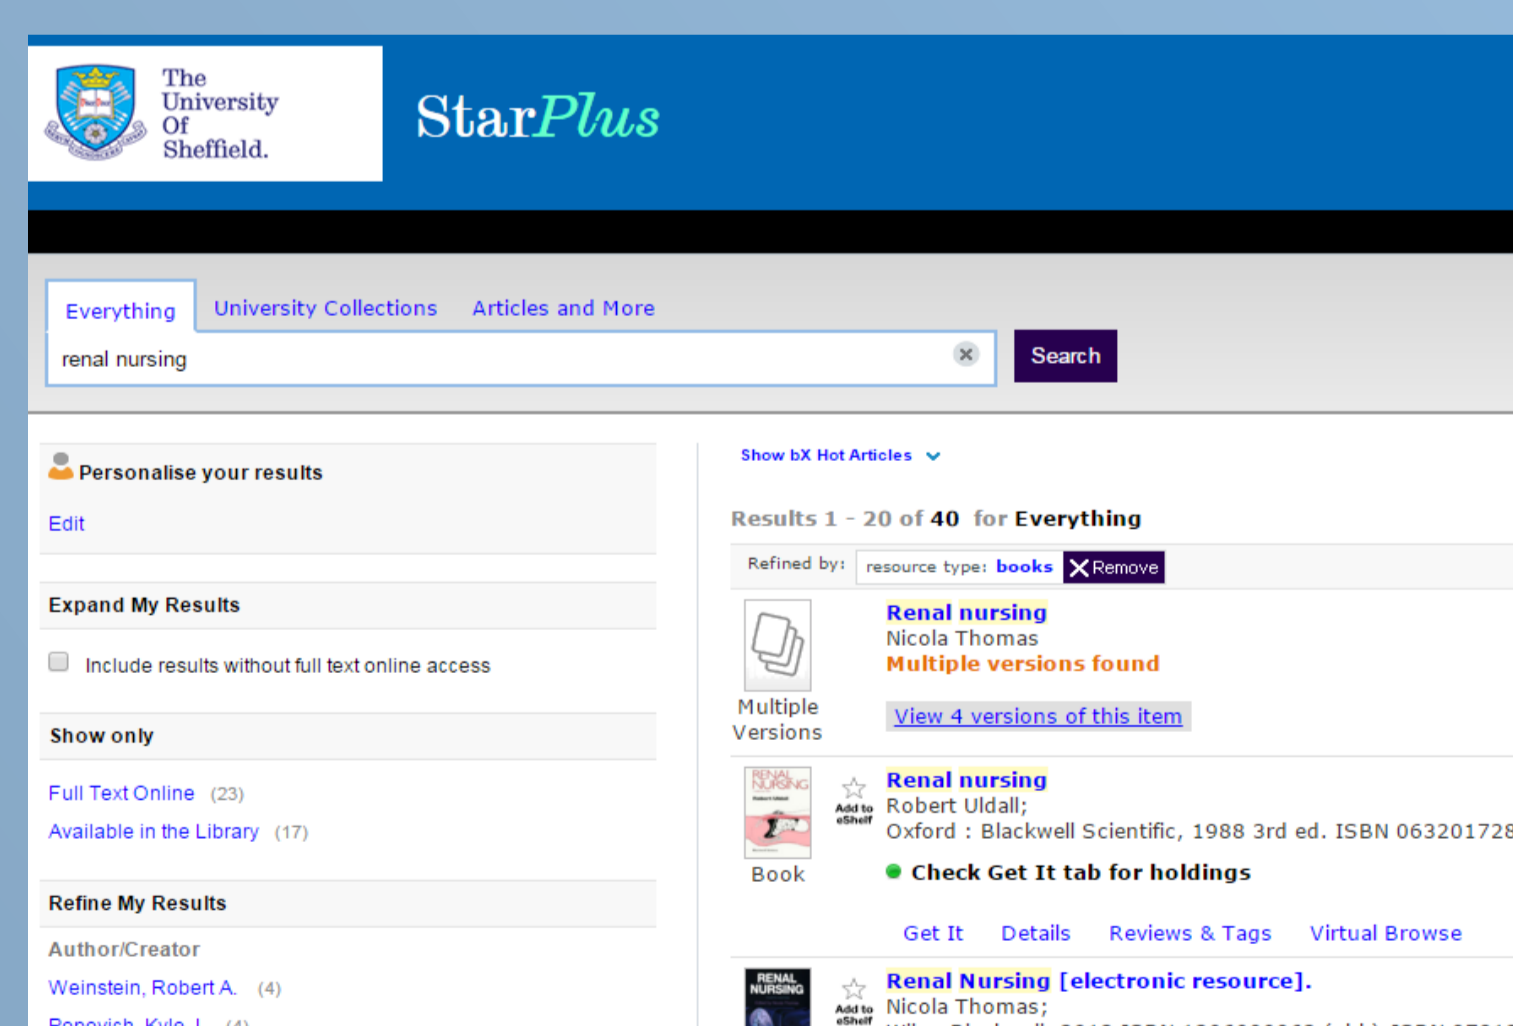 The
University
Of
Sheffield.
StarPlus
Everything University Collections Articles and More
renal nursing
Search
Personalise your results
Edit
Expand My Results
Include results without full text online access
Show only
Full Text Online (23)
Available in the Library (17)
Refine My Results
Author/Creator
Weinstein, Robert A. (4)
Show bX Hot Articles
Results 1 - 20 of 40 for Everything
Refined by: resource type: books Remove
Renal nursing
Nicola Thomas
Multiple versions found
Multiple
Versions
View 4 versions of this item
RENAL
NURSING
Renal nursing
Add to
eShelf
Robert Uldall;
Oxford : Blackwell Scientific, 1988 3rd ed. ISBN 063201728
Book
Check Get It tab for holdings
Get It Details Reviews & Tags Virtual Browse
RENAL
NURSING
Renal Nursing [electronic resource].
Add to
eShelf
Nicola Thomas;